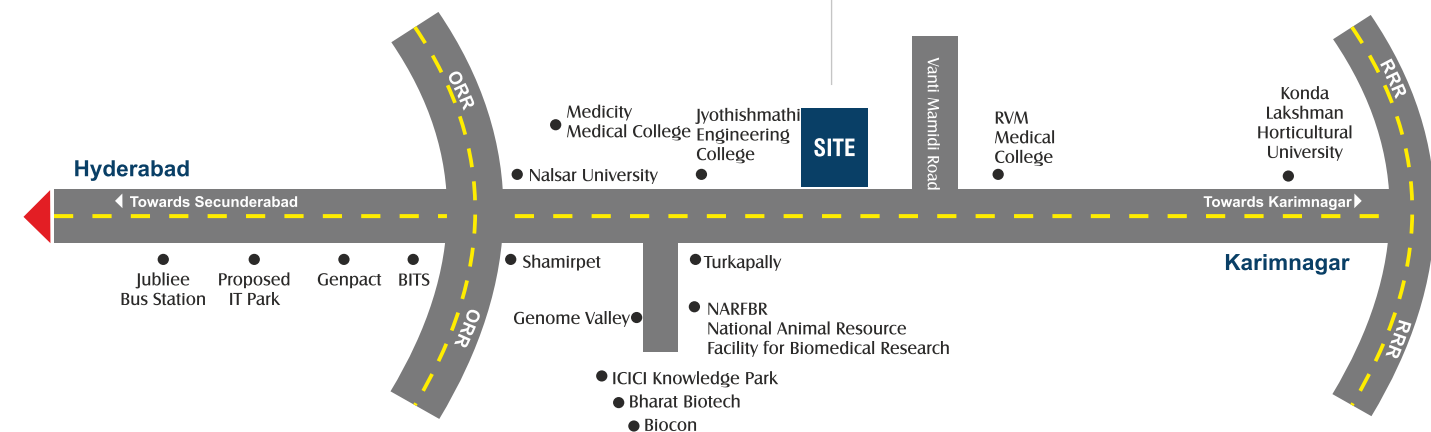 ORR
RRR
Vanti Mamidi Road
Medicity
Medical College
Jyothishmathi
Engineering
College
SITE
RVM
Medical
College
Konda
Lakshman
Horticultural
University
Hyderabad
Nalsar University
Towards Secunderabad
Towards Karimnagar
Jubliee
Bus Station
Proposed
IT Park
Genpact
BITS
Shamirpet
Turkapally
Karimnagar
Genome Valley
NARFBR
National Animal Resource
Facility for Biomedical Research
ORR
RRR
ICICI Knowledge Park
Bharat Biotech
Biocon